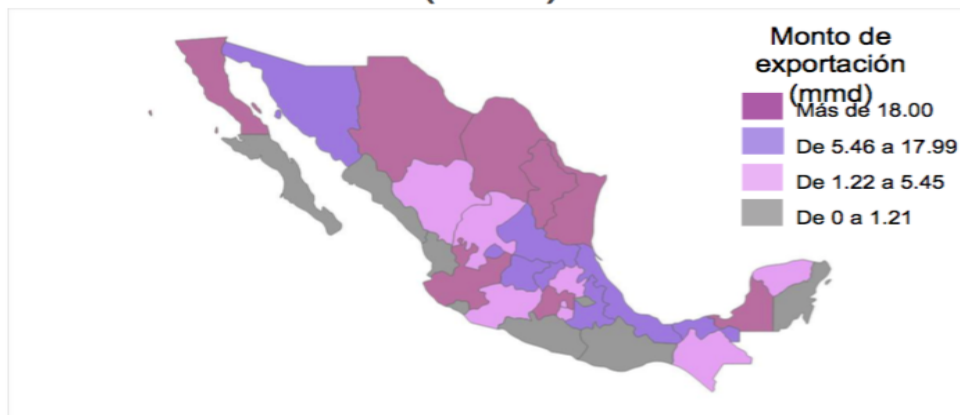 Monto de
exportación
(mmd)
Más de 18.00
De 5.46 a 17.99
De 1.22 a 5.45
De 0 a 1.21